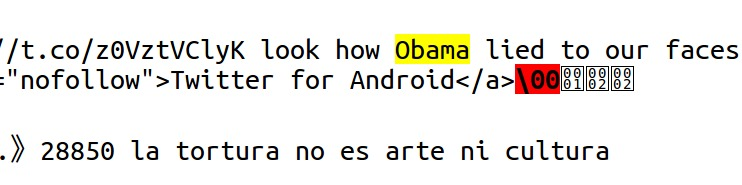 //t.co/z0VztVClyK look how Obama lied to our faces
="nofollow">Twitter for Android</a>\00000100020002
.》28850 la tortura no es arte ni cultura